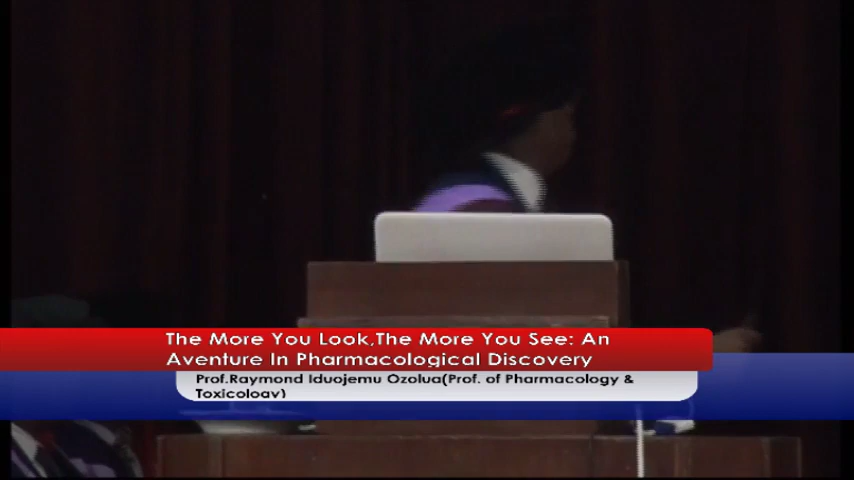 The More You Look,The More You See: An
Aventure In Pharmacological Discovery
Prof.Raymond Iduojemu Ozolua(Prof. of Pharmacology &
Toxicology)